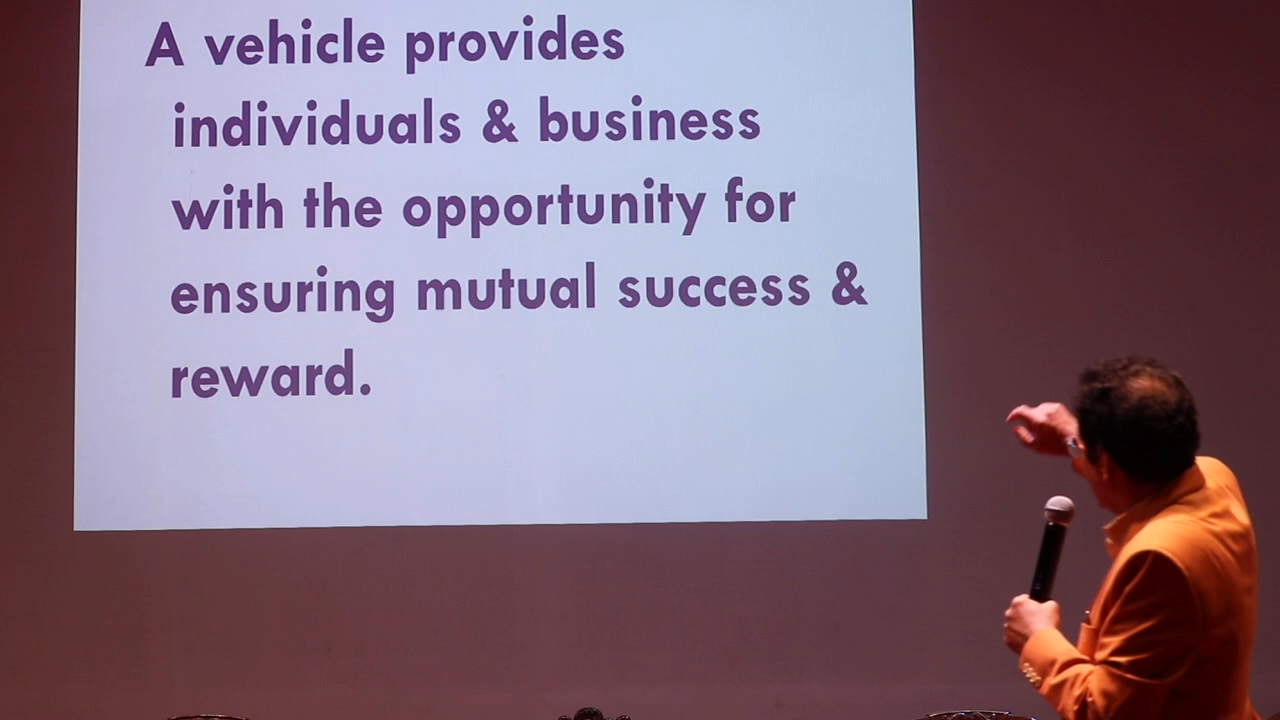 A vehicle provides
individuals & business
with the opportunity for
ensuring mutual success &
reward.